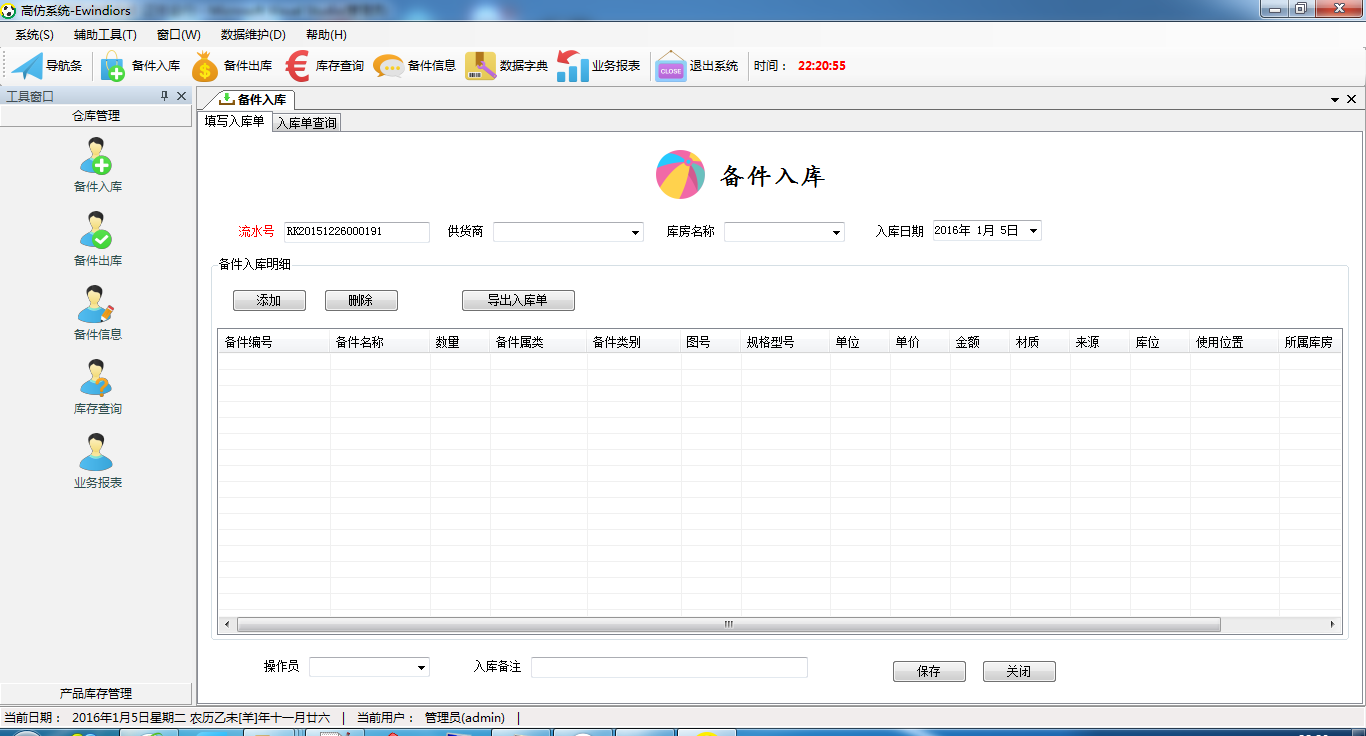 高仿系统-Ewindiors
系统(S) 辅助工具(T) 窗口(W) 数据维护(D) 帮助(H)
导航条 备件入库 备件出库 库存查询 备件信息 数据字典 业务报表 CLOSE 退出系统 时间： 22:20:55
工具窗口
仓库管理
备件入库
备件出库
备件信息
库存查询
业务报表
产品库存管理
备件入库
填写入库单 入库单查询
备件入库
流水号 RK20151226000191 供货商 库房名称 入库日期 2016年 1月 5日
备件入库明细
添加 删除 导出入库单
备件编号 备件名称 数量 备件属类 备件类别 图号 规格型号 单位 单价 金额 材质 来源 库位 使用位置 所属库房
操作员 入库备注 保存 关闭
当前日期： 2016年1月5日星期二 农历乙未[羊]年十一月廿六 | 当前用户： 管理员(admin) |